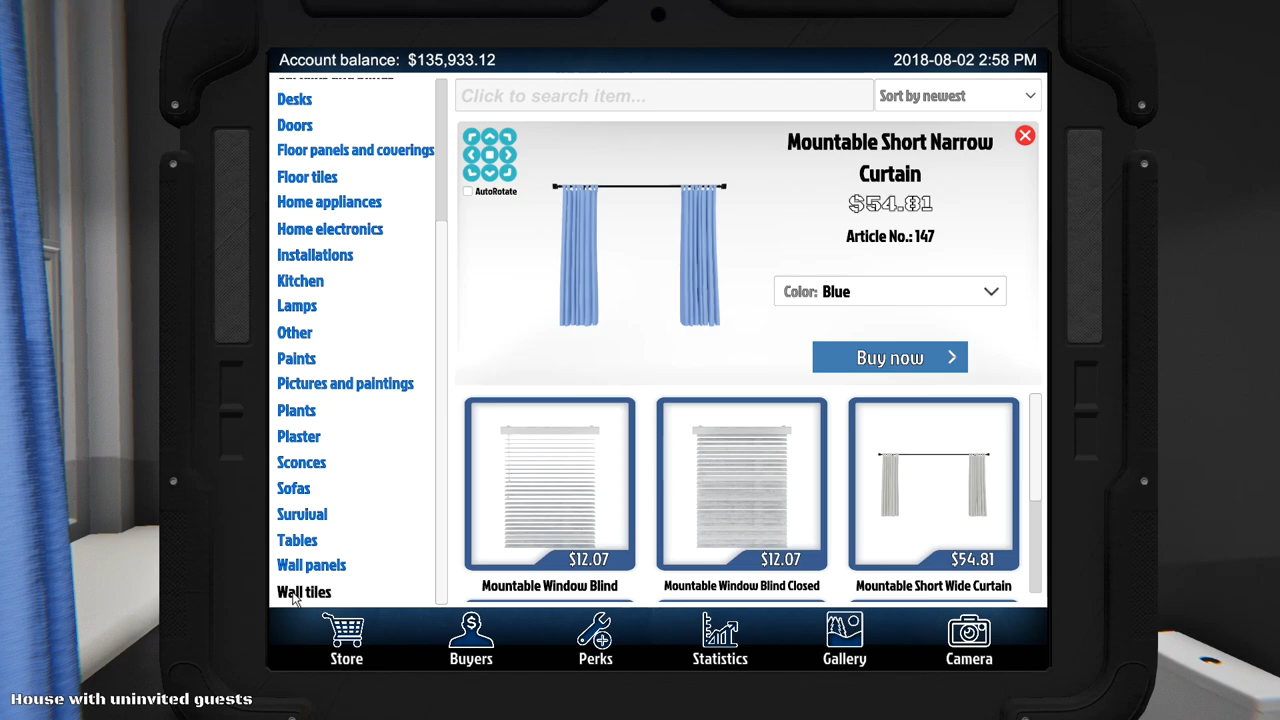 Account balance: $135,933.12
2018-08-02 2:58 PM
Desks
Doors
Floor panels and coverings
Floor tiles
Home appliances
Home electronics
Installations
Kitchen
Lamps
Other
Paints
Pictures and paintings
Plants
Plaster
Sconces
Sofas
Survival
Tables
Wall panels
Wall tiles
Click to search item...
Sort by newest
AutoRotate
Mountable Short Narrow
Curtain
$54.81
Article No.: 147
Color: Blue
Buy now
$12.07
$12.07
$54.81
Mountable Window Blind
Mountable Window Blind Closed
Mountable Short Wide Curtain
Store
Buyers
Perks
Statistics
Gallery
Camera
House with uninvited guests